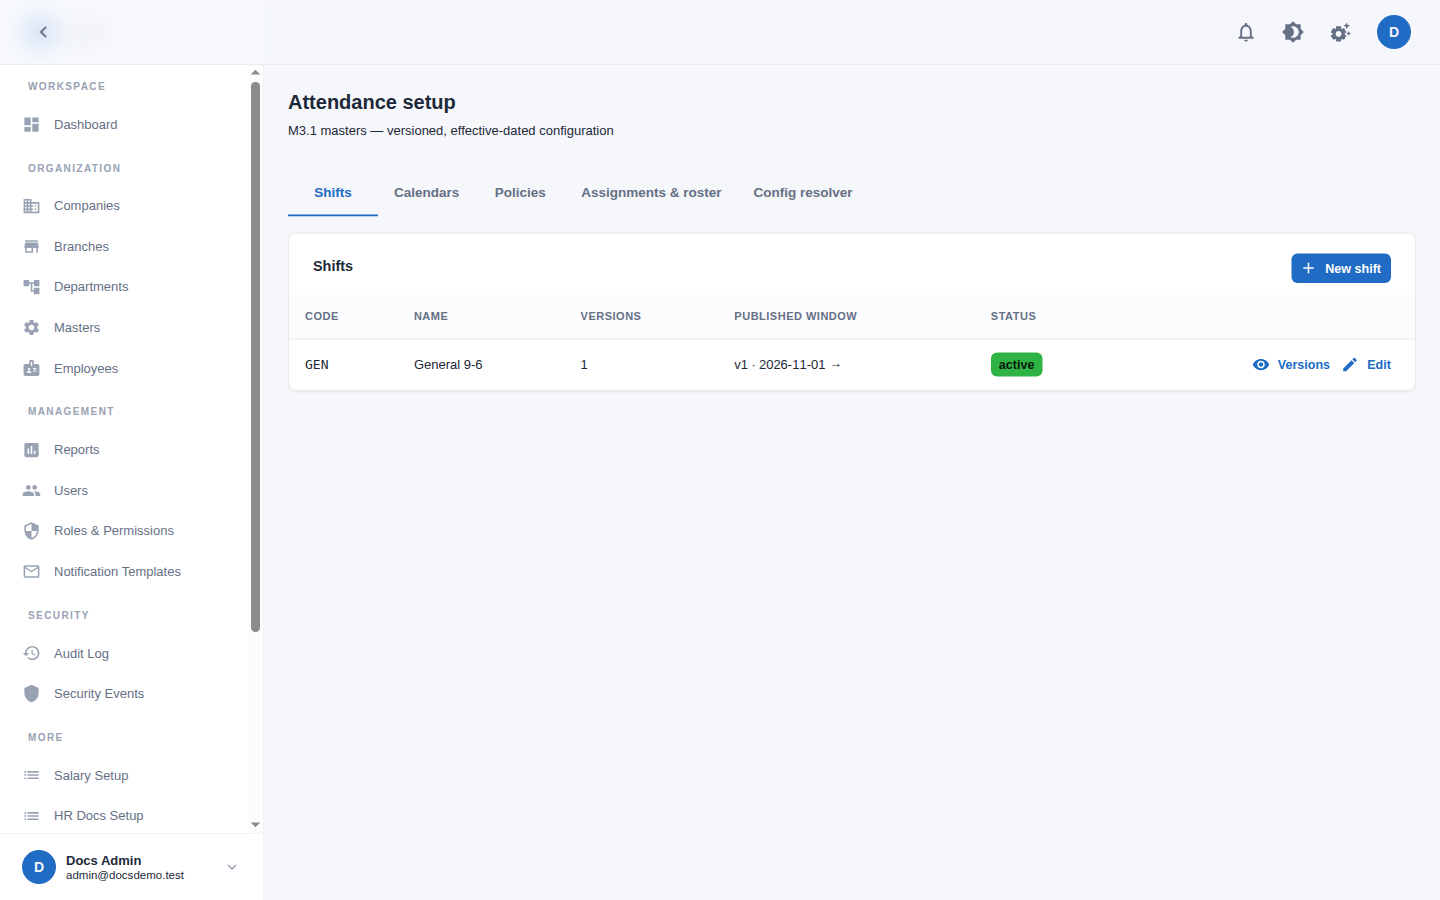 D
WORKSPACE
Dashboard
ORGANIZATION
Companies
Branches
Departments
Masters
Employees
MANAGEMENT
Reports
Users
Roles & Permissions
Notification Templates
SECURITY
Audit Log
Security Events
MORE
Salary Setup
HR Docs Setup
D
Docs Admin
admin@docsdemo.test
Attendance setup
M3.1 masters — versioned, effective-dated configuration
Shifts Calendars Policies Assignments & roster Config resolver
Shifts
New shift
CODE NAME VERSIONS PUBLISHED WINDOW STATUS
GEN General 9-6 1 v1 · 2026-11-01 → active Versions Edit